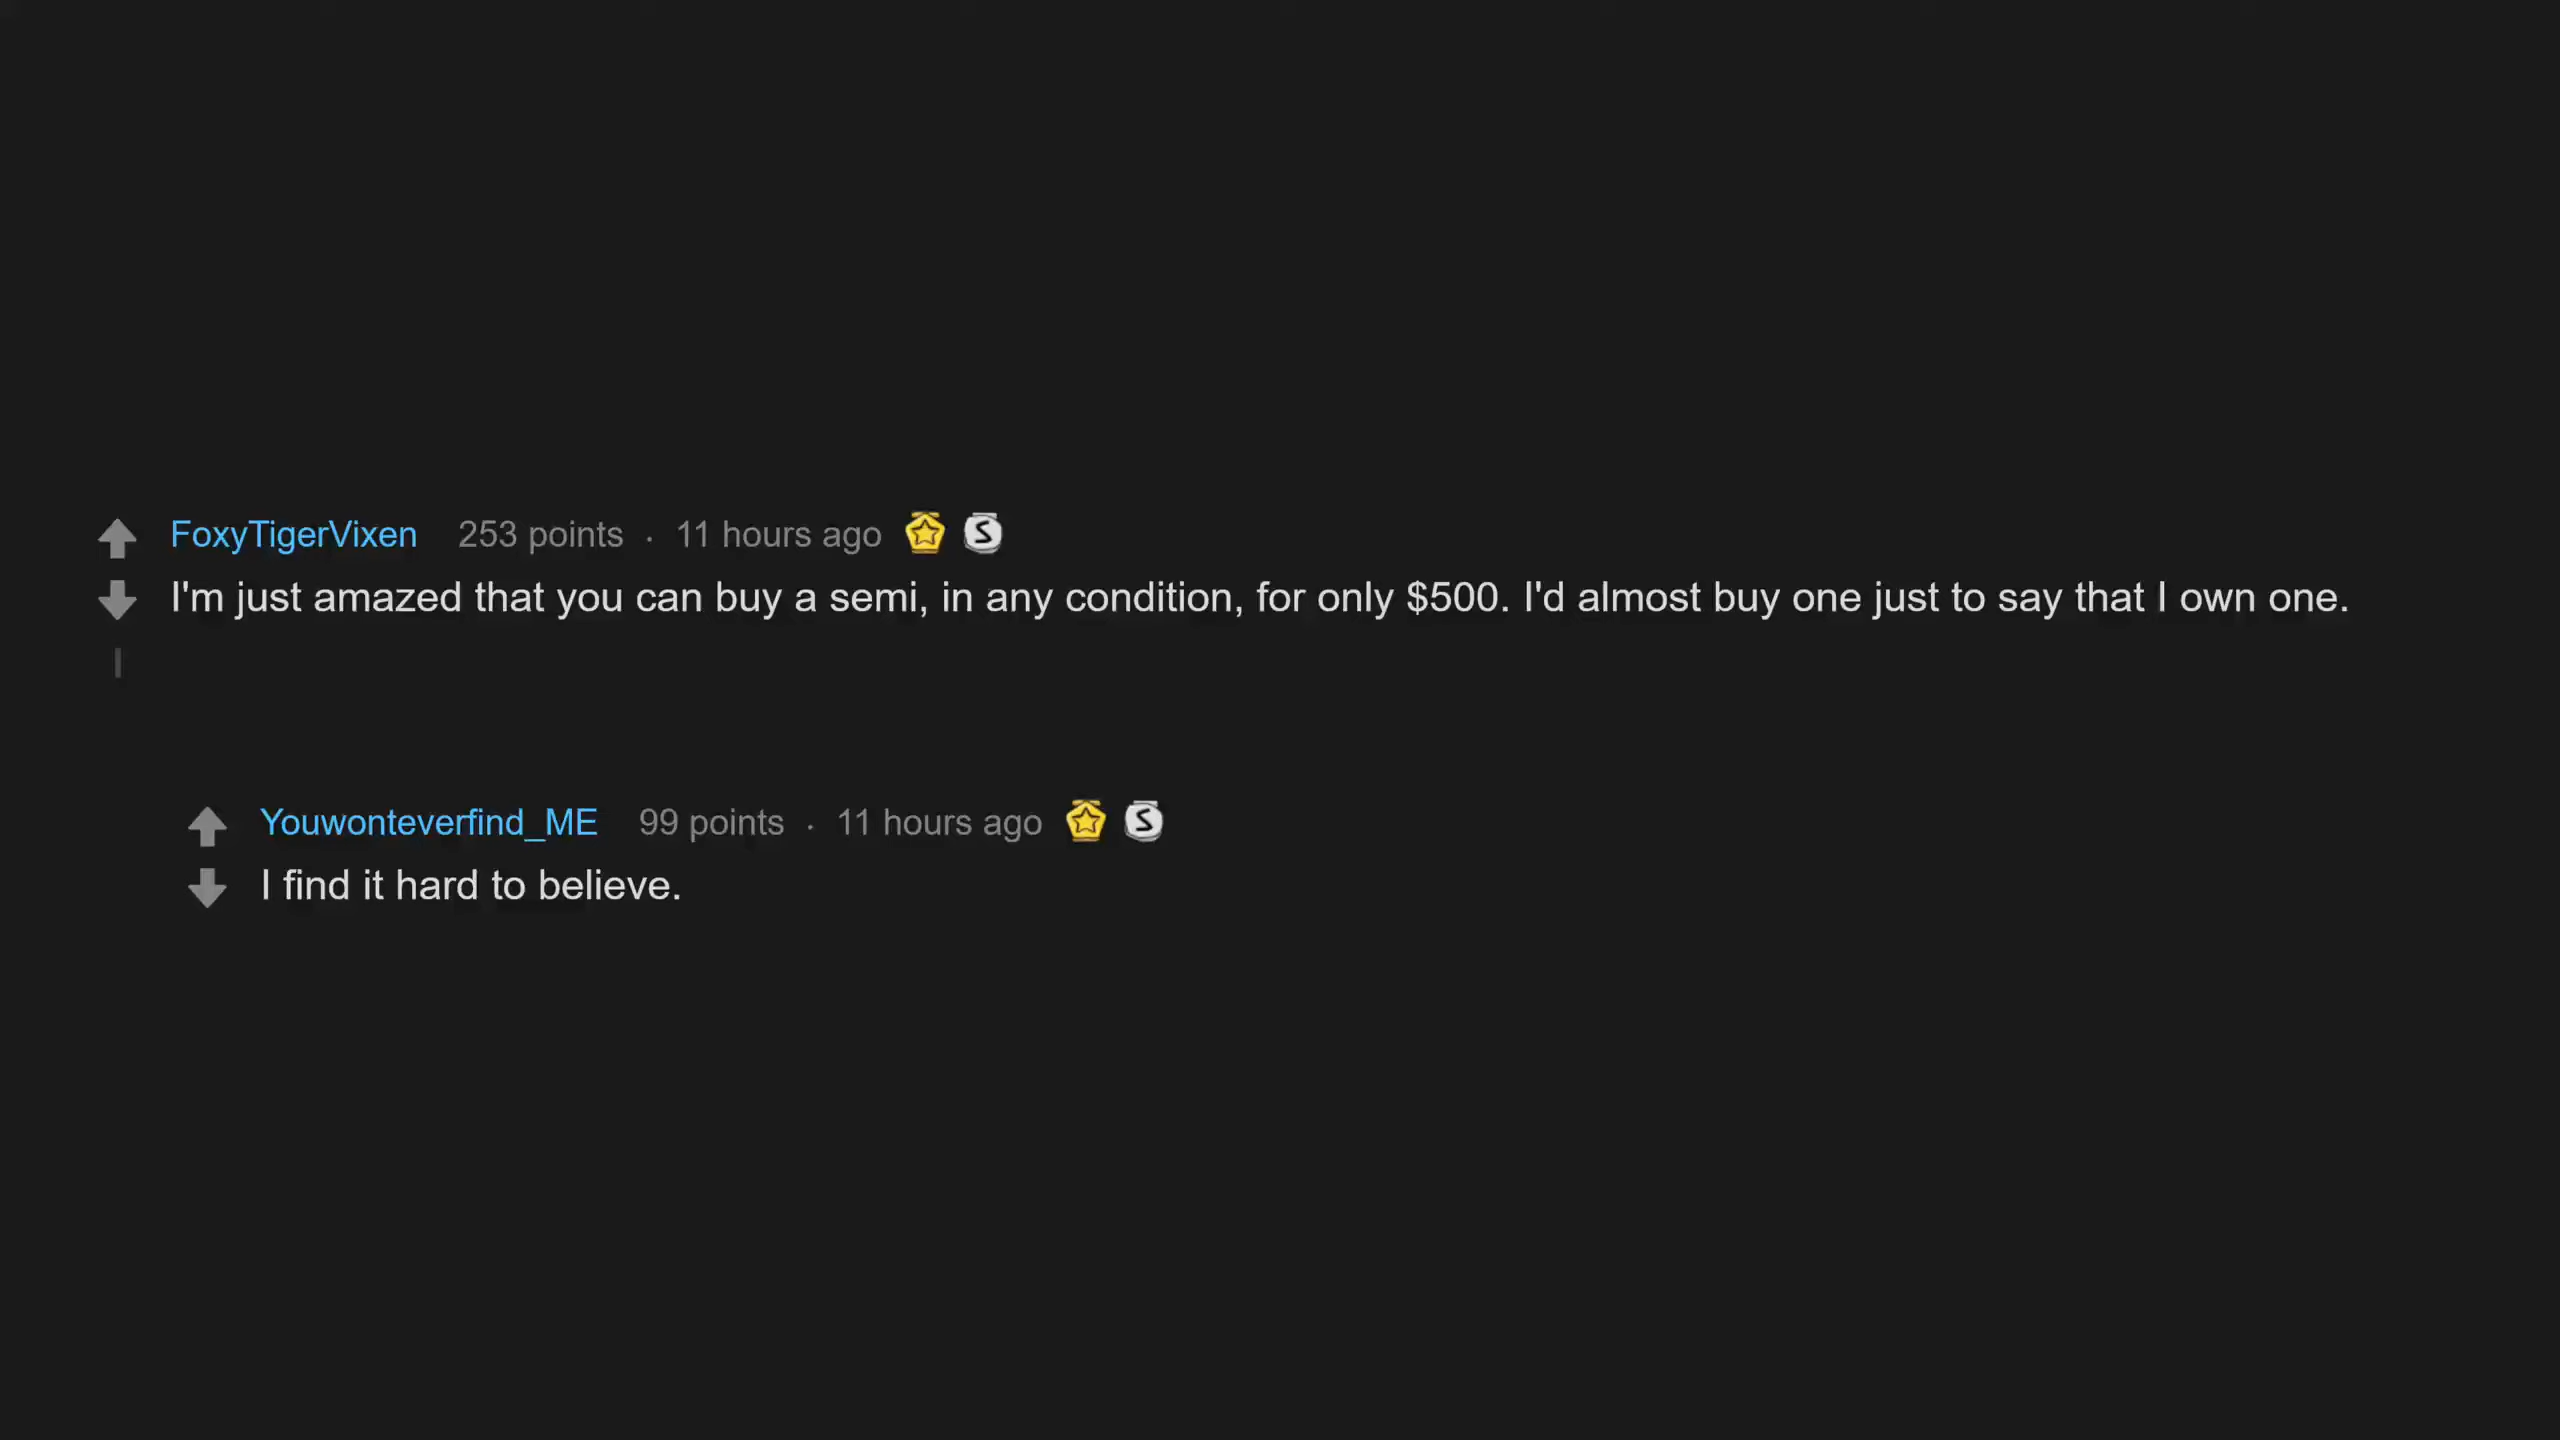 FoxyTigerVixen 253 points · 11 hours ago
I'm just amazed that you can buy a semi, in any condition, for only $500. I'd almost buy one just to say that I own one.
Youwonteverfind_ME 99 points · 11 hours ago
I find it hard to believe.